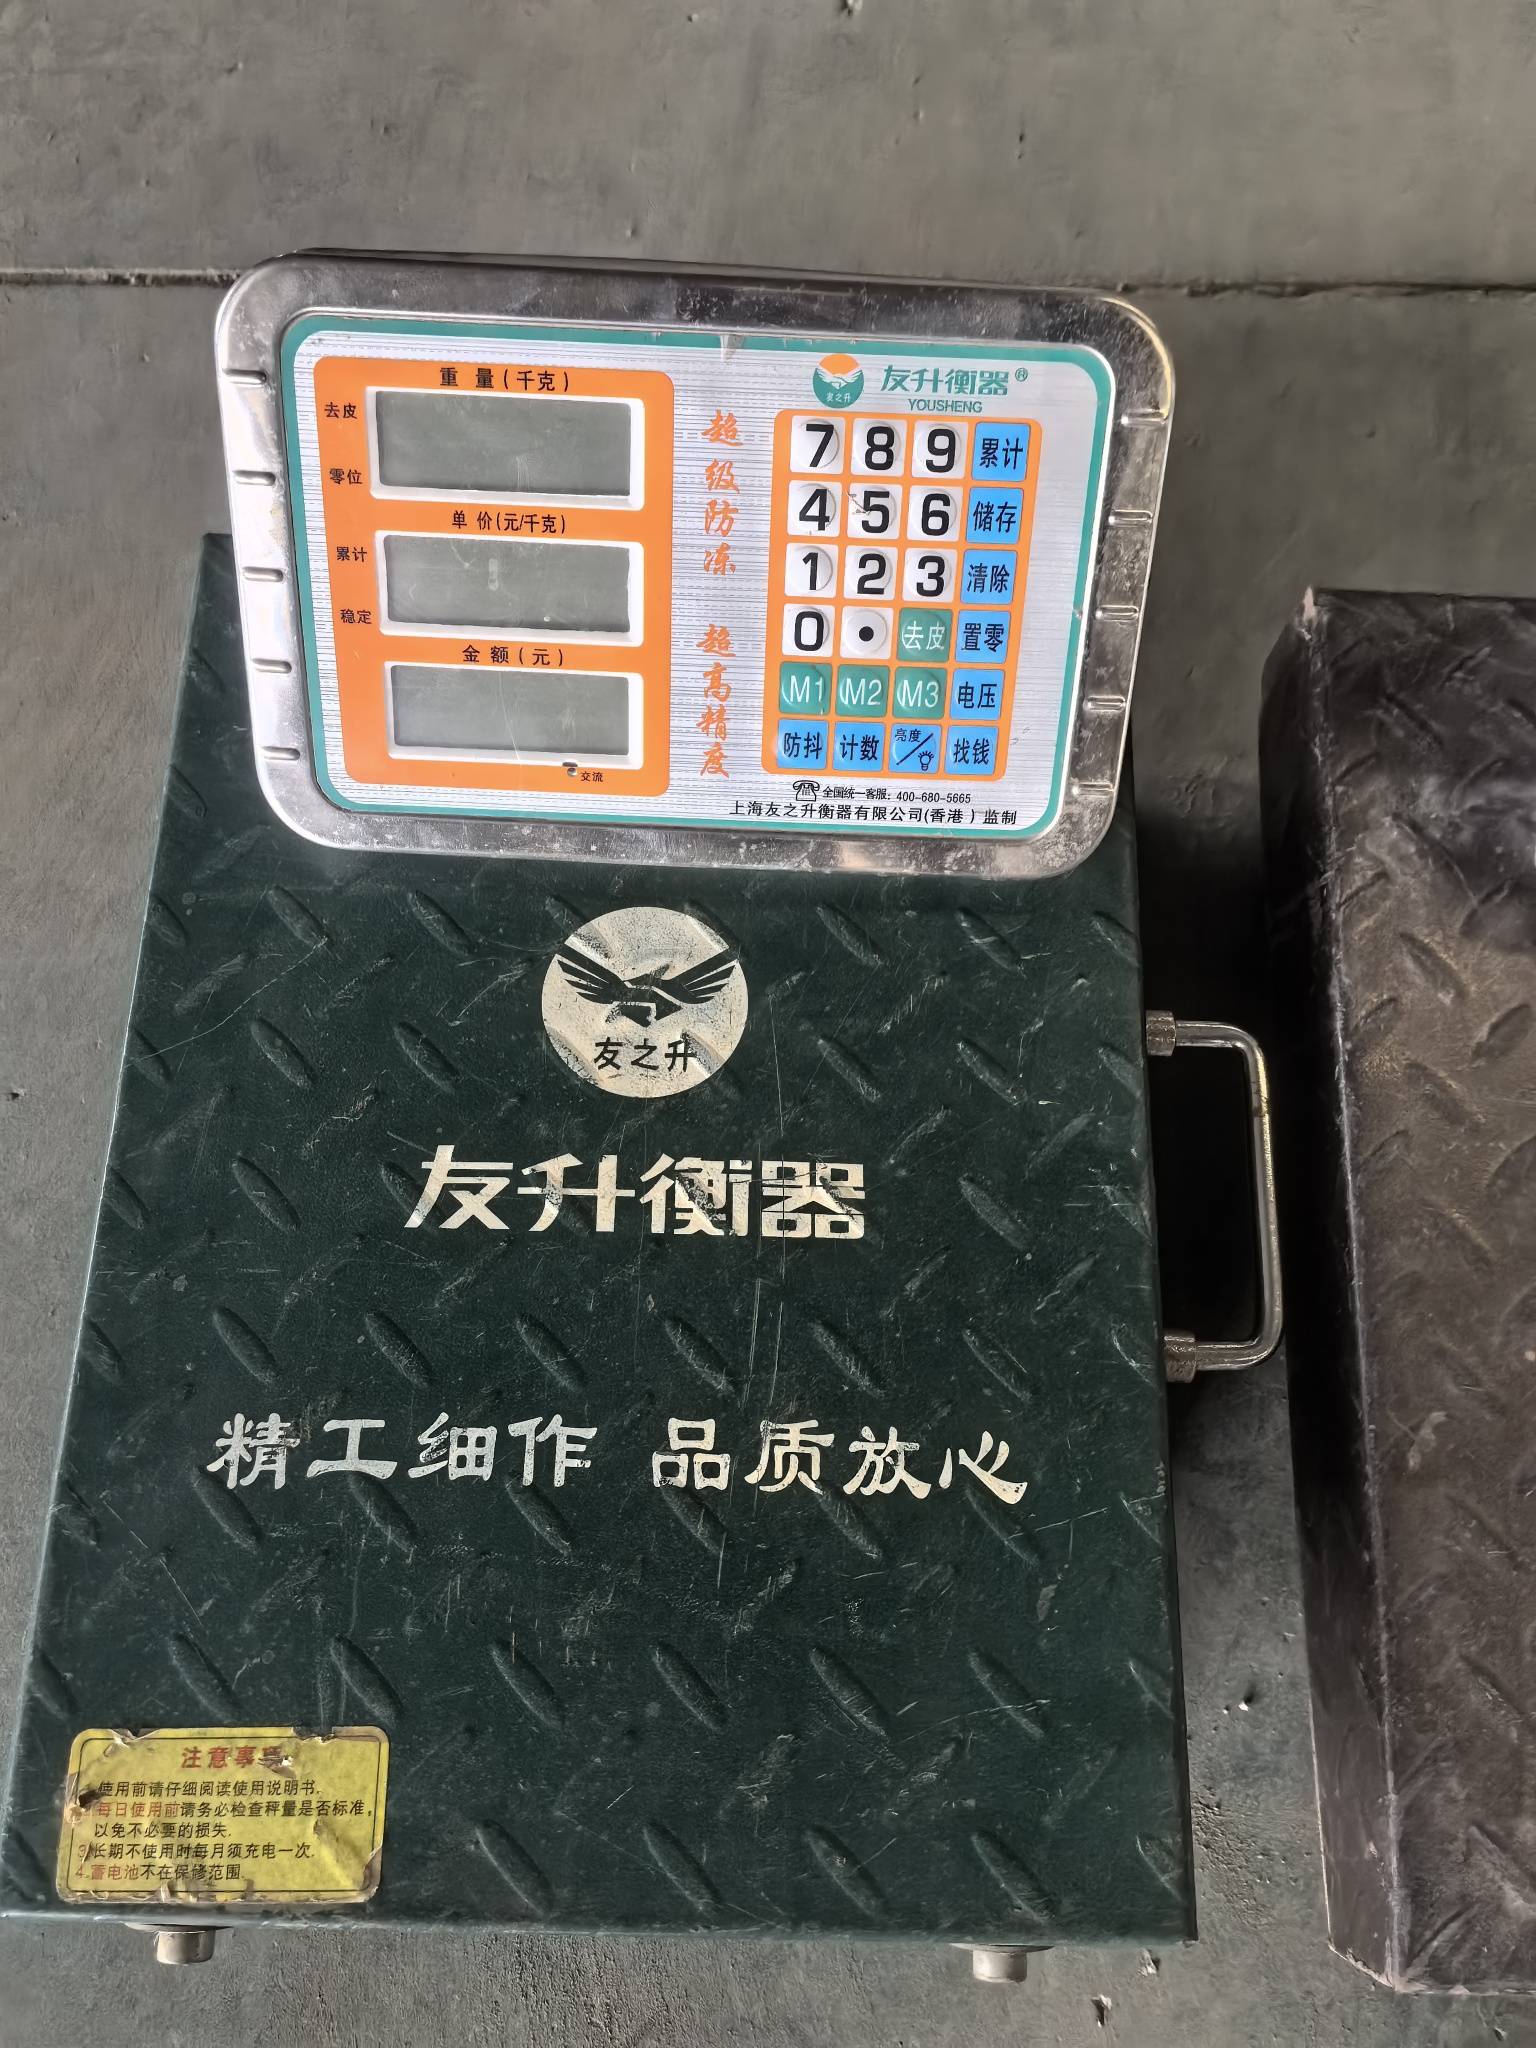 重 量(千克)
去皮
零位
单 价(元/千克)
累计
稳定
金 额(元)
交流
超级防冻 超高精度
友之升
友升衡器®
YOUSHENG
7 8 9 累计
4 5 6 储存
1 2 3 清除
0 • 去皮 置零
M1 M2 M3 电压
防抖 计数 亮度 找钱
全国统一客服：400-680-5665
上海友之升衡器有限公司(香港）监制
友之升
友升衡器
精工细作 品质放心
注意事项
使用前请仔细阅读使用说明书.
每日使用前请务必检查秤量是否标准，
以免不必要的损失.
3.长期不使用时每月须充电一次.
4.蓄电池不在保修范围.